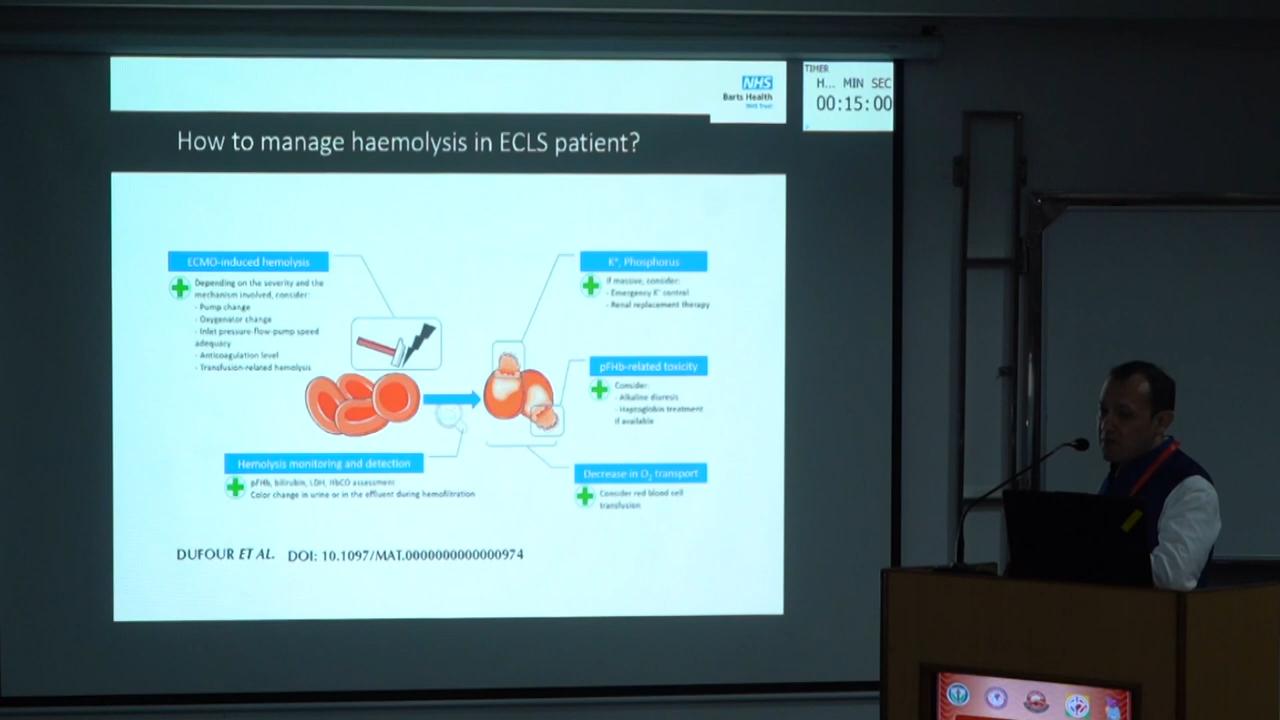 NHS
Barts Health
NHS Trust
TIMER
H... MIN SEC
00:15:00
How to manage haemolysis in ECLS patient?
ECMO-induced hemolysis
Depending on the severity and the
mechanism involved, consider:
- Pump change
- Oxygenator change
- Inlet pressure-flow-pump speed
adequacy
- Anticoagulation level
- Transfusion-related hemolysis
K⁺, Phosphorus
If massive, consider:
- Emergency K⁺ control
- Renal replacement therapy
pFHb-related toxicity
Consider:
- Alkaline diuresis
- Haptoglobin treatment
if available
Hemolysis monitoring and detection
pFHb, bilirubin, LDH, HbCO assessment
Color change in urine or in the effluent during hemofiltration
Decrease in O₂ transport
Consider red blood cell
transfusion
DUFOUR ET AL. DOI: 10.1097/MAT.0000000000000974